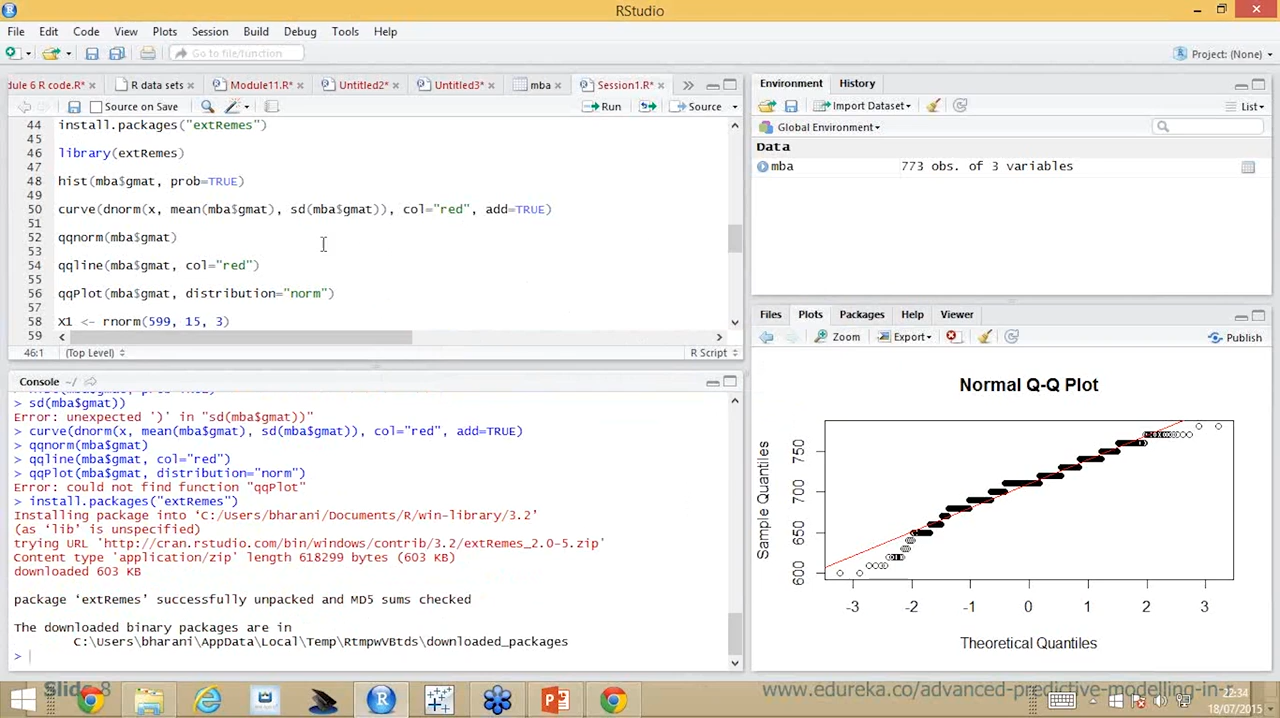 RStudio
File Edit Code View Plots Session Build Debug Tools Help
Go to file/function
Project: (None)
dule 6 R code.R* R data sets Module11.R* Untitled2* Untitled3* mba Session1.R*
Source on Save Run Source
44 install.packages("extRemes")
45
46 library(extRemes)
47
48 hist(mba$gmat, prob=TRUE)
49
50 curve(dnorm(x, mean(mba$gmat), sd(mba$gmat)), col="red", add=TRUE)
51
52 qqnorm(mba$gmat)
53
54 qqline(mba$gmat, col="red")
55
56 qqPlot(mba$gmat, distribution="norm")
57
58 X1 <- rnorm(599, 15, 3)
59
46:1 (Top Level) R Script
Console ~/
> sd(mba$gmat))
Error: unexpected ')' in "sd(mba$gmat))"
> curve(dnorm(x, mean(mba$gmat), sd(mba$gmat)), col="red", add=TRUE)
> qqnorm(mba$gmat)
> qqline(mba$gmat, col="red")
> qqPlot(mba$gmat, distribution="norm")
Error: could not find function "qqPlot"
> install.packages("extRemes")
Installing package into ‘C:/Users/bharani/Documents/R/win-library/3.2’
(as ‘lib’ is unspecified)
trying URL 'http://cran.rstudio.com/bin/windows/contrib/3.2/extRemes_2.0-5.zip'
Content type 'application/zip' length 618299 bytes (603 KB)
downloaded 603 KB
package ‘extRemes’ successfully unpacked and MD5 sums checked
The downloaded binary packages are in
C:\Users\bharani\AppData\Local\Temp\RtmpwVBtds\downloaded_packages
>
Environment History
Import Dataset List
Global Environment
Data
mba 773 obs. of 3 variables
Files Plots Packages Help Viewer
Zoom Export Publish
Normal Q-Q Plot
Sample Quantiles
750
700
650
600
-3 -2 -1 0 1 2 3
Theoretical Quantiles
Slide 8
www.edureka.co/advanced-predictive-modelling-in-r
22:34
18/07/2015